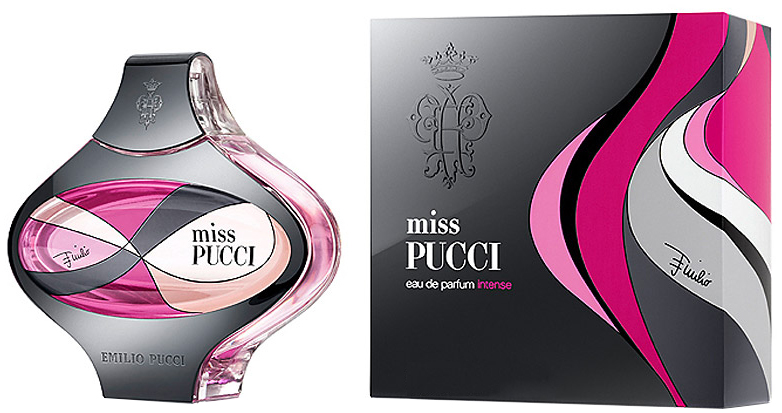 miss
PUCCI
Emilio
EMILIO PUCCI
miss
PUCCI
eau de parfum intense
Emilio